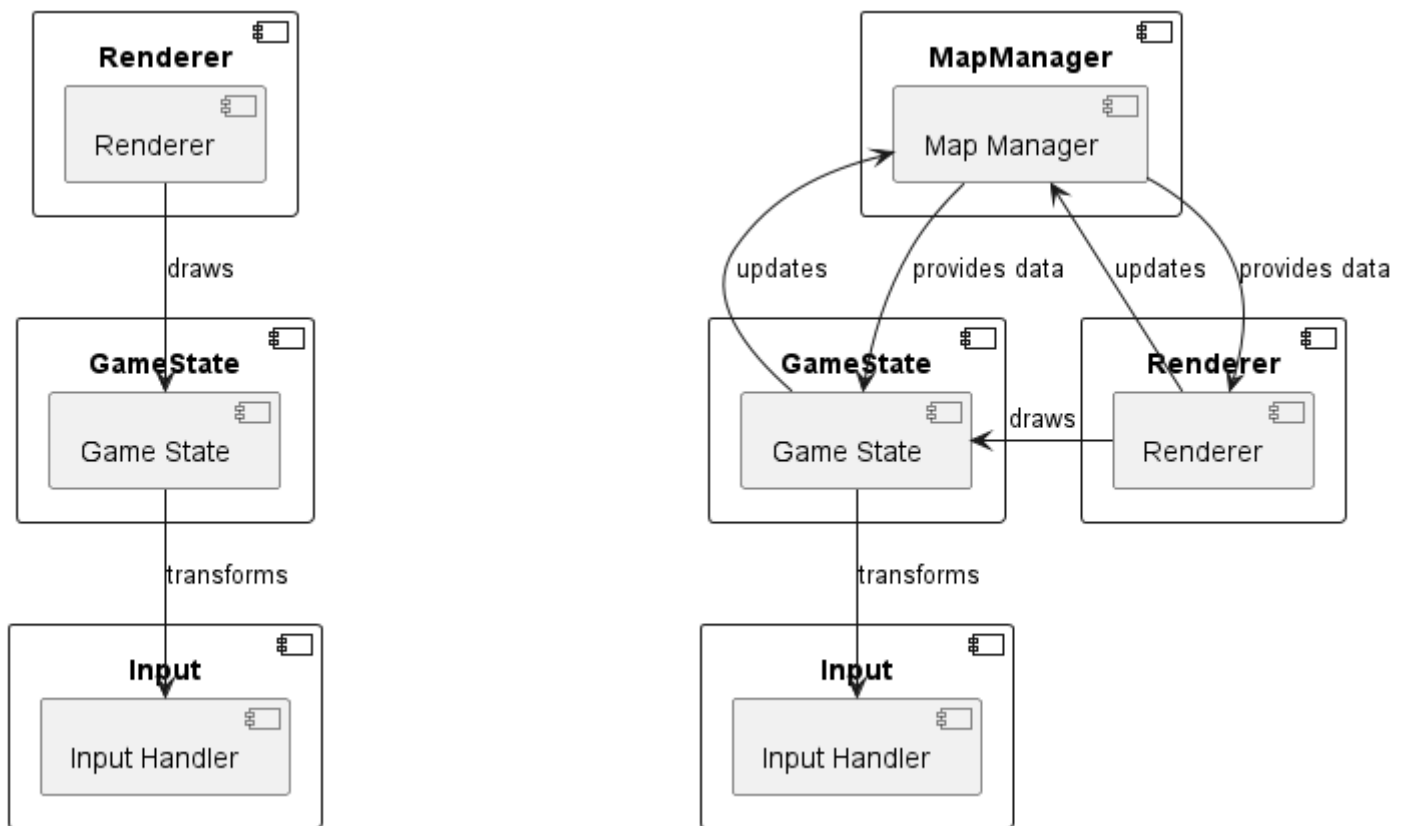 Renderer
Renderer
draws
GameState
Game State
transforms
Input
Input Handler
MapManager
Map Manager
updates
provides data
updates
provides data
GameState
Game State
draws
Renderer
Renderer
transforms
Input
Input Handler